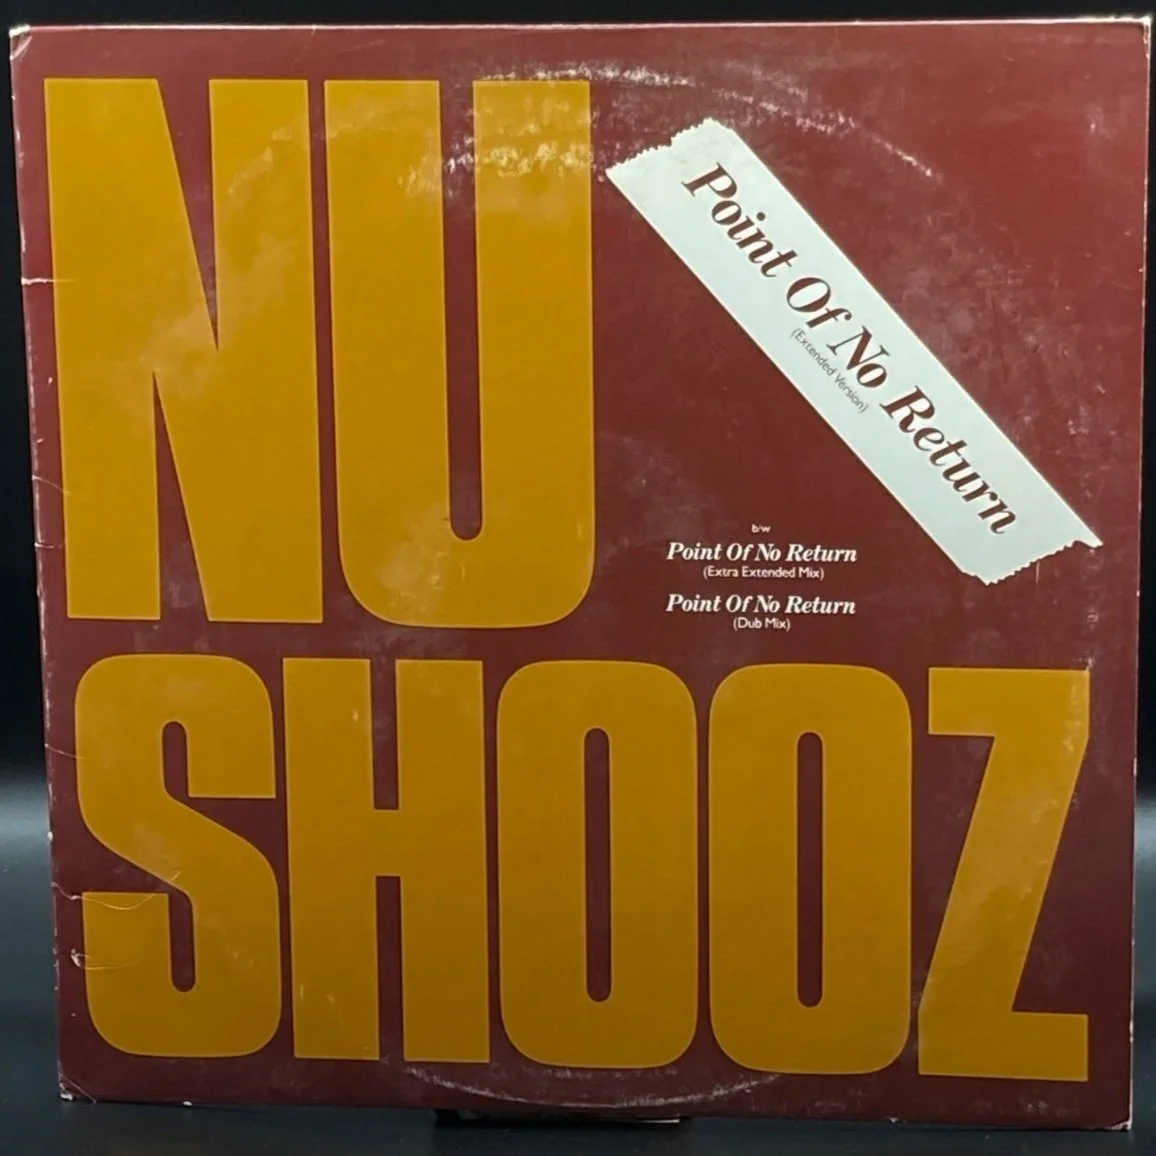 NU
SHOOZ
Point Of No Return
(Extended Version)
b/w
Point Of No Return
(Extra Extended Mix)
Point Of No Return
(Dub Mix)